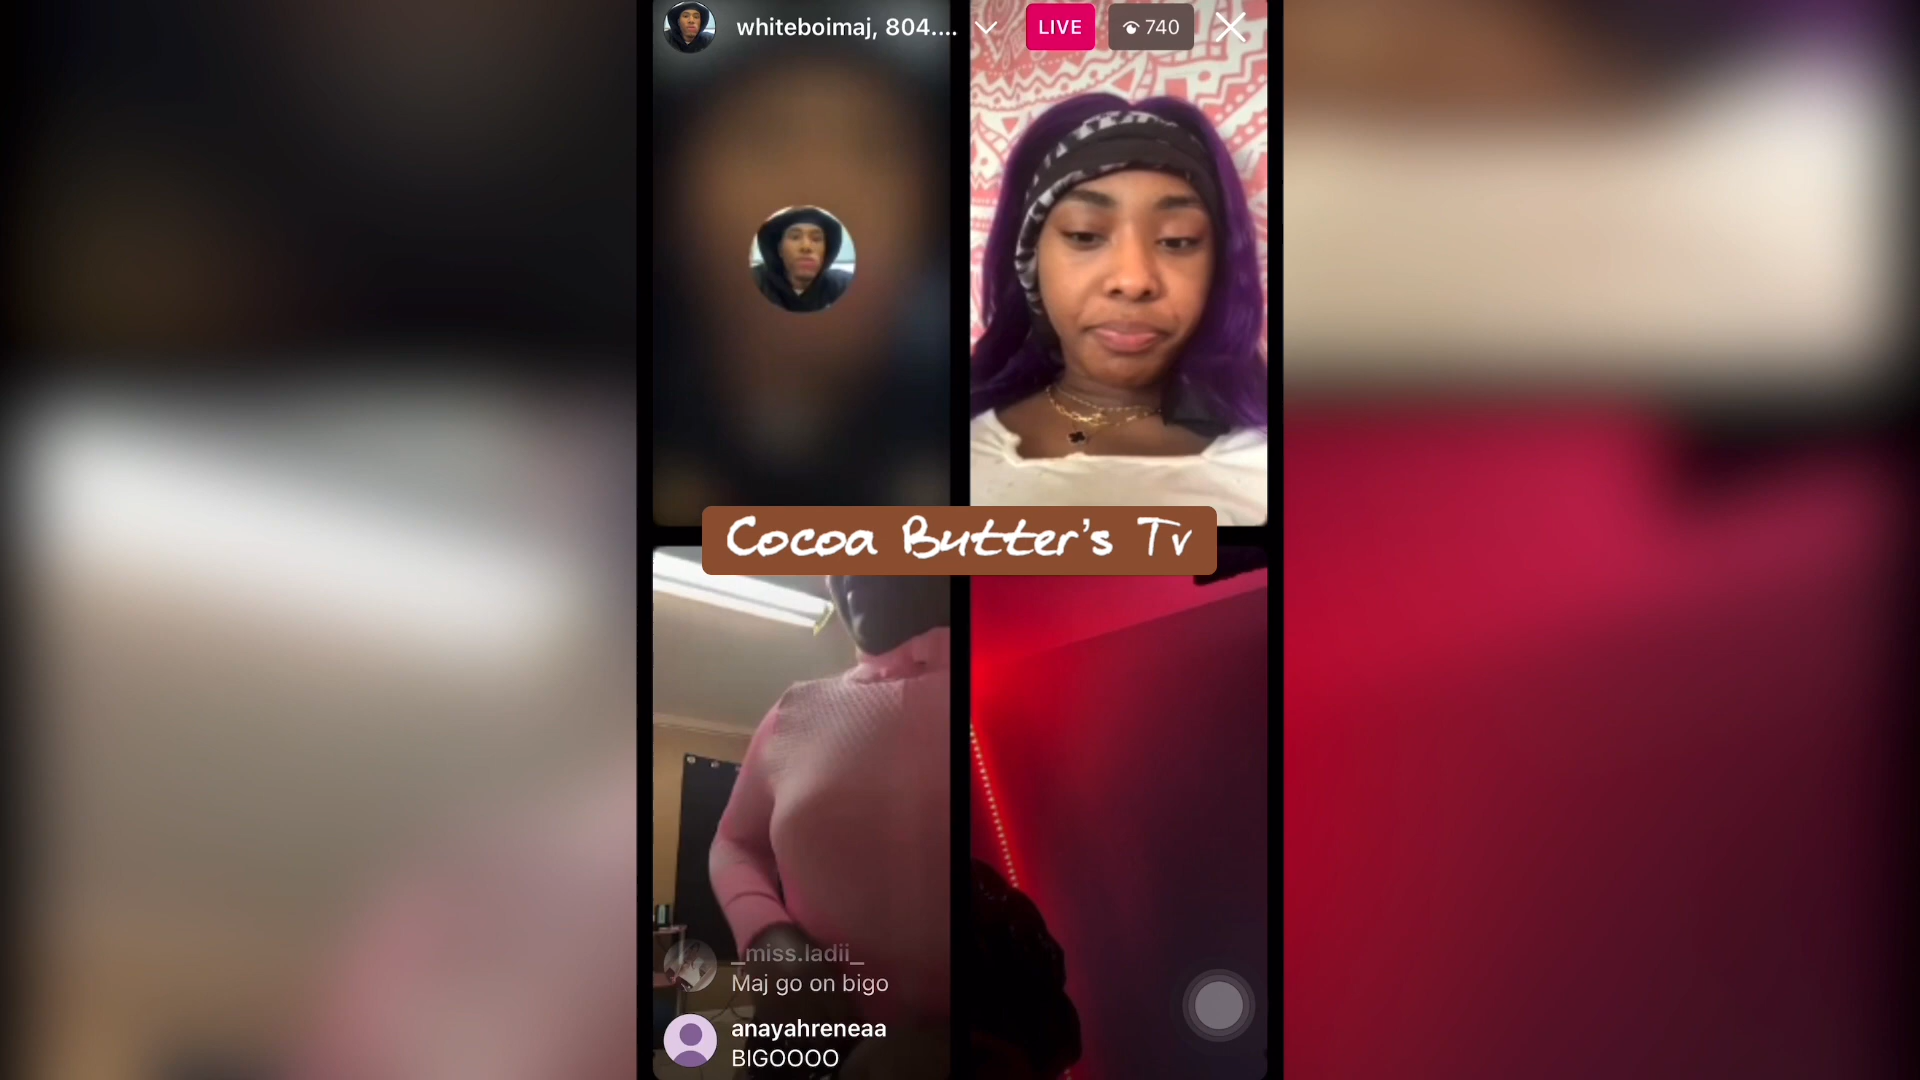 whiteboimaj, 804....
LIVE
740
Cocoa Butter's Tv
_miss.ladii_
Maj go on bigo
anayahreneaa
BIGOOOO